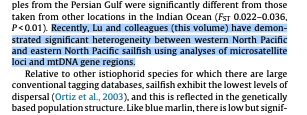 ples from the Persian Gulf were significantly different from those
taken from other locations in the Indian Ocean (FST 0.022–0.036,
P < 0.01). Recently, Lu and colleagues (this volume) have demon-
strated significant heterogeneity between western North Pacific
and eastern North Pacific sailfish using analyses of microsatellite
loci and mtDNA gene regions.
Relative to other istiophorid species for which there are large
conventional tagging databases, sailfish exhibit the lowest levels of
dispersal (Ortiz et al., 2003), and this is reflected in the genetically
based population structure. Like blue marlin, there is low but signif-